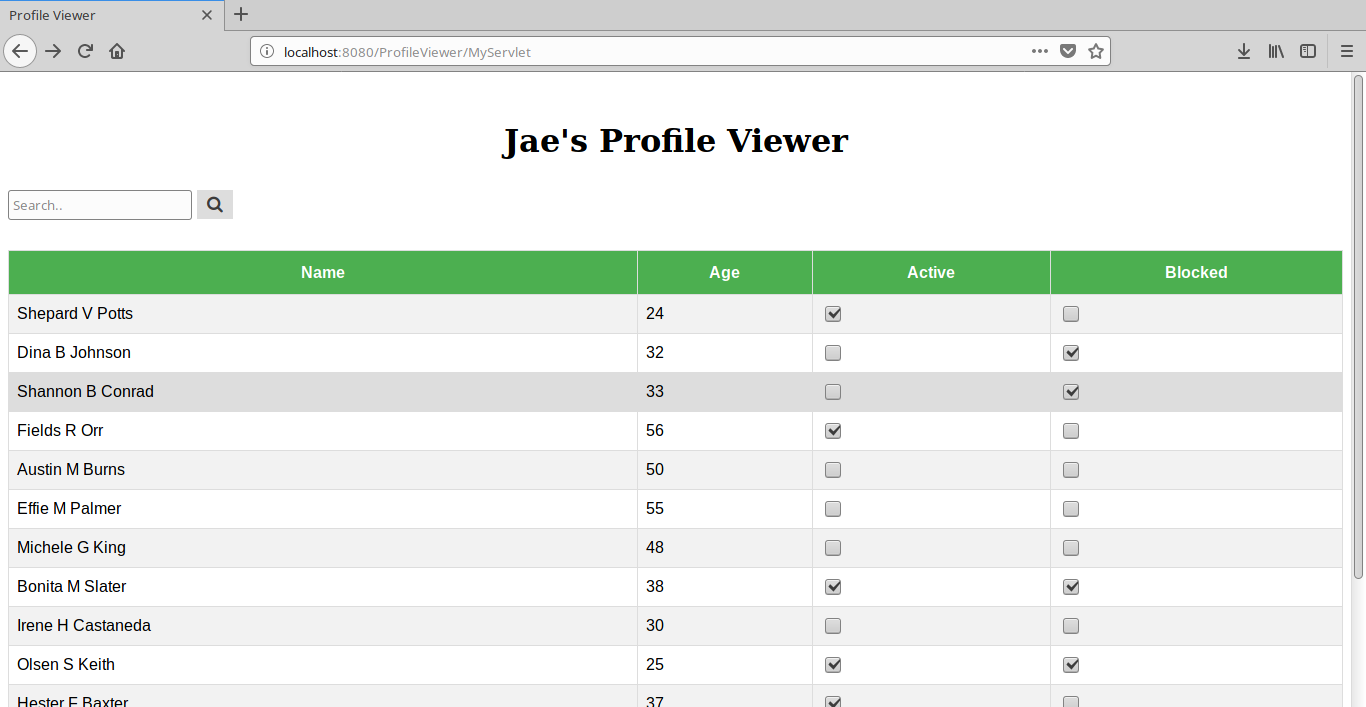 Profile Viewer
localhost:8080/ProfileViewer/MyServlet
Jae's Profile Viewer
Search..
Name Age Active Blocked
Shepard V Potts 24
Dina B Johnson 32
Shannon B Conrad 33
Fields R Orr 56
Austin M Burns 50
Effie M Palmer 55
Michele G King 48
Bonita M Slater 38
Irene H Castaneda 30
Olsen S Keith 25
Hester F Baxter 37